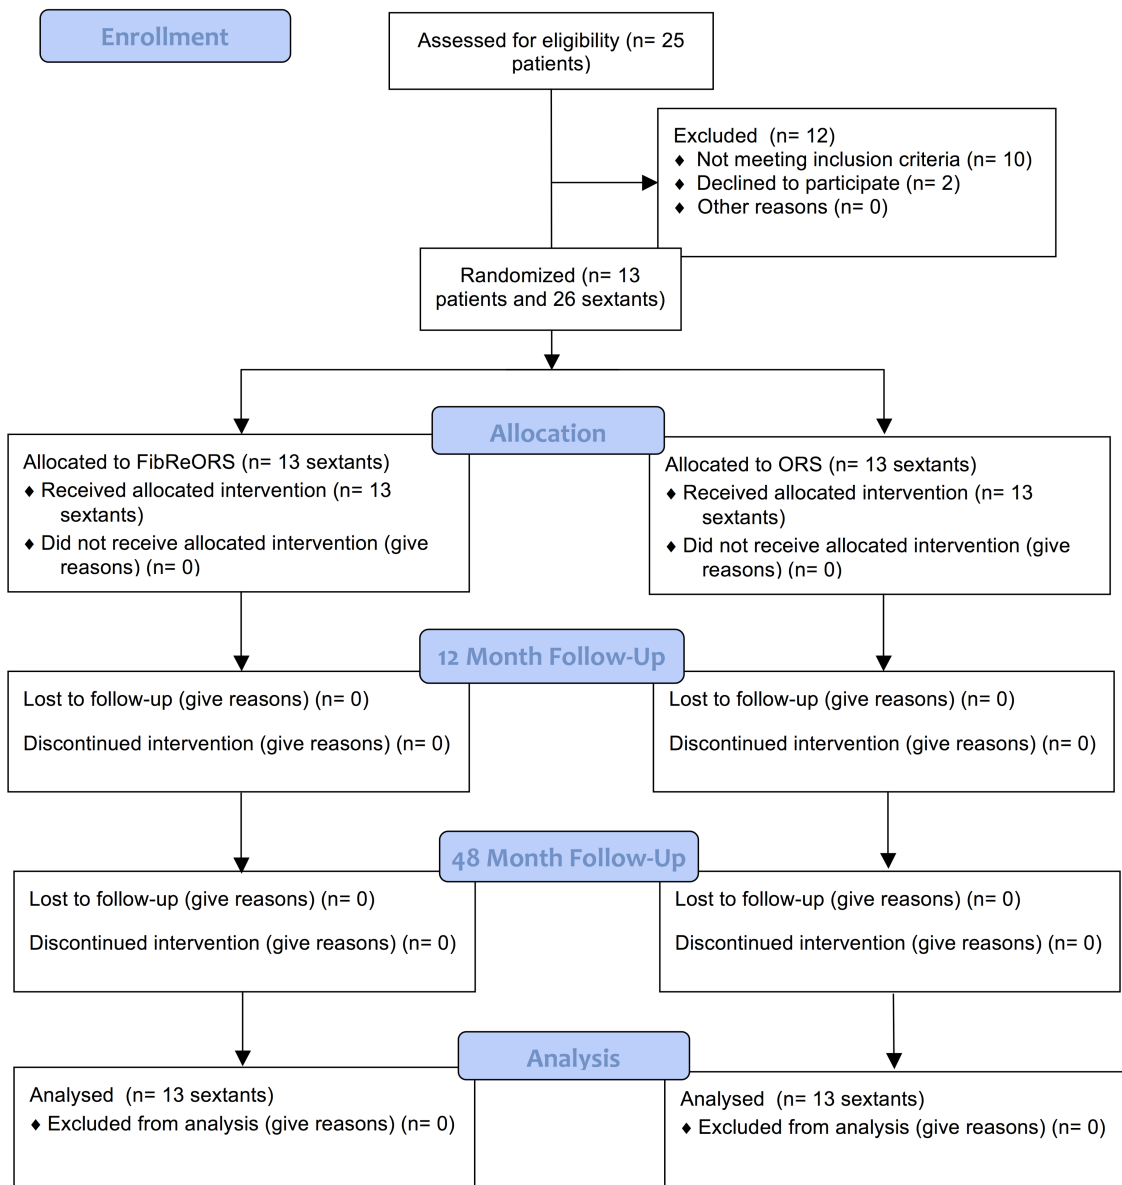 Enrollment
Assessed for eligibility (n= 25
patients)
Excluded  (n= 12)
♦ Not meeting inclusion criteria (n= 10)
♦ Declined to participate (n= 2)
♦ Other reasons (n= 0)
Randomized (n= 13
patients and 26 sextants)
Allocation
Allocated to FibReORS (n= 13 sextants)
♦ Received allocated intervention (n= 13
sextants)
♦ Did not receive allocated intervention (give
reasons) (n= 0)
Allocated to ORS (n= 13 sextants)
♦ Received allocated intervention (n= 13
sextants)
♦ Did not receive allocated intervention (give
reasons) (n= 0)
12 Month Follow-Up
Lost to follow-up (give reasons) (n= 0)
Discontinued intervention (give reasons) (n= 0)
Lost to follow-up (give reasons) (n= 0)
Discontinued intervention (give reasons) (n= 0)
48 Month Follow-Up
Lost to follow-up (give reasons) (n= 0)
Discontinued intervention (give reasons) (n= 0)
Lost to follow-up (give reasons) (n= 0)
Discontinued intervention (give reasons) (n= 0)
Analysis
Analysed  (n= 13 sextants)
♦ Excluded from analysis (give reasons) (n= 0)
Analysed  (n= 13 sextants)
♦ Excluded from analysis (give reasons) (n= 0)